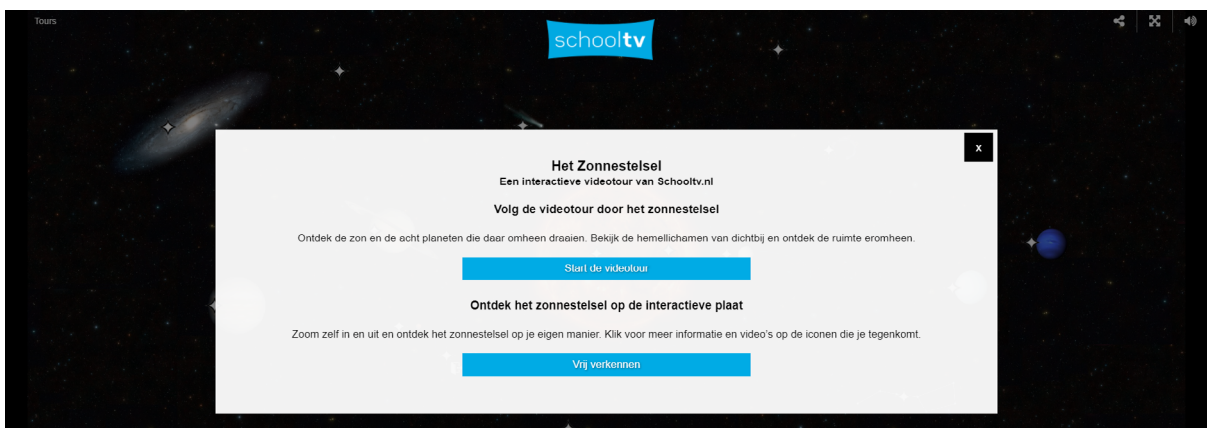 Tours
schooltv
x
Het Zonnestelsel
Een interactieve videotour van Schooltv.nl
Volg de videotour door het zonnestelsel
Ontdek de zon en de acht planeten die daar omheen draaien. Bekijk de hemellichamen van dichtbij en ontdek de ruimte eromheen.
Start de videotour
Ontdek het zonnestelsel op de interactieve plaat
Zoom zelf in en uit en ontdek het zonnestelsel op je eigen manier. Klik voor meer informatie en video's op de iconen die je tegenkomt.
Vrij verkennen